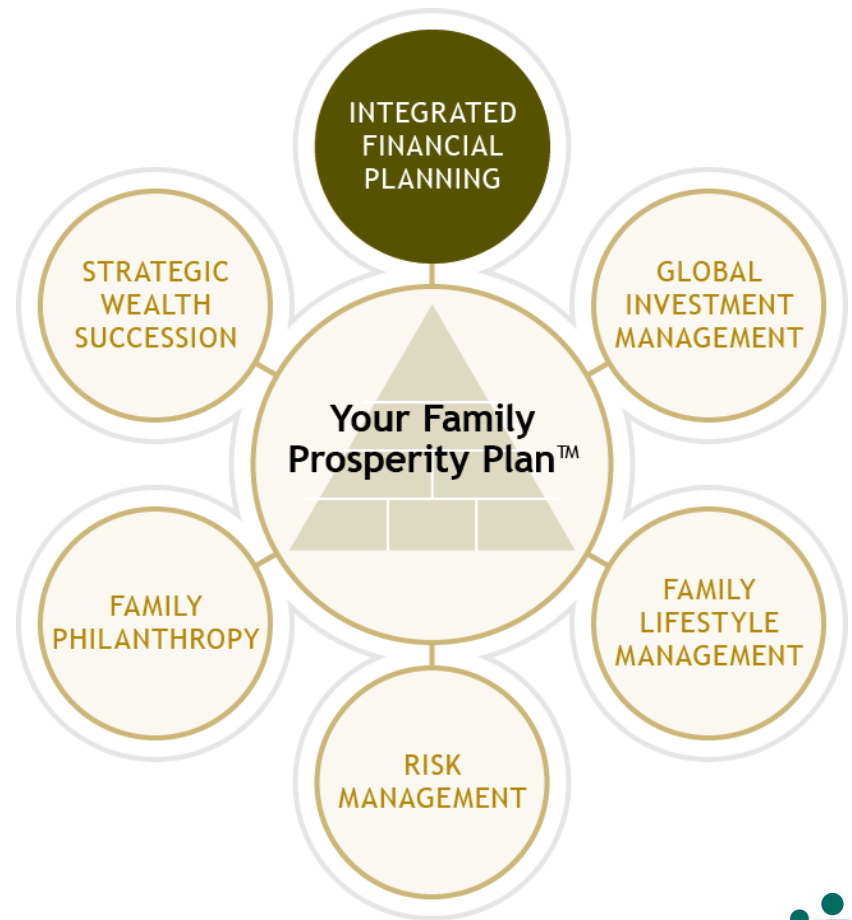 INTEGRATED
FINANCIAL
PLANNING
STRATEGIC
WEALTH
SUCCESSION
GLOBAL
INVESTMENT
MANAGEMENT
Your Family
Prosperity Plan™
FAMILY
PHILANTHROPY
FAMILY
LIFESTYLE
MANAGEMENT
RISK
MANAGEMENT